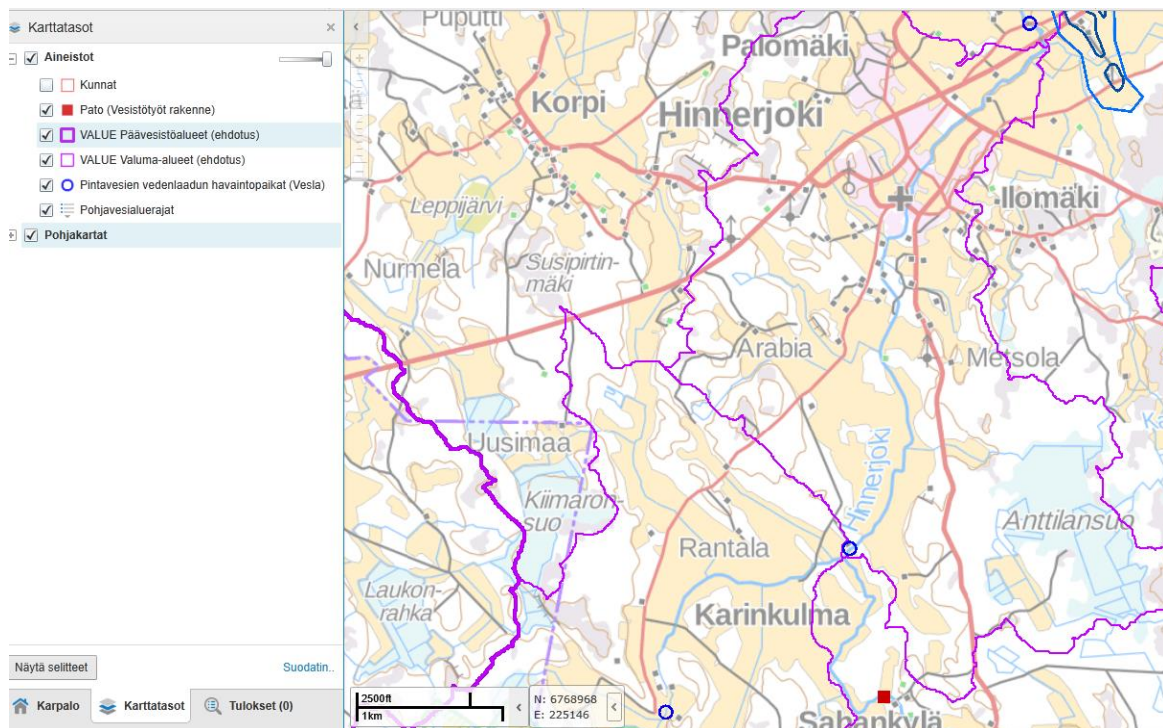 Karttatasot
Aineistot
Kunnat
Pato (Vesistötyöt rakenne)
VALUE Päävesistöalueet (ehdotus)
VALUE Valuma-alueet (ehdotus)
Pintavesien vedenlaadun havaintopaikat (Vesla)
Pohjavesialuerajat
Pohjakartat
Näytä selitteet
Suodatin..
Karpalo
Karttatasot
Tulokset (0)
Puputti
Palomäki
Korpi
Hinnerjoki
Leppijärvi
Ilomäki
Nurmela
Susipirtin-
mäki
Arabia
Metsola
Uusimaa
Kiimaron-
suo
Hinnerjoki
Anttilansuo
Rantala
Laukon-
rahka
Karinkulma
2500ft
1km
N: 6768968
E: 225146